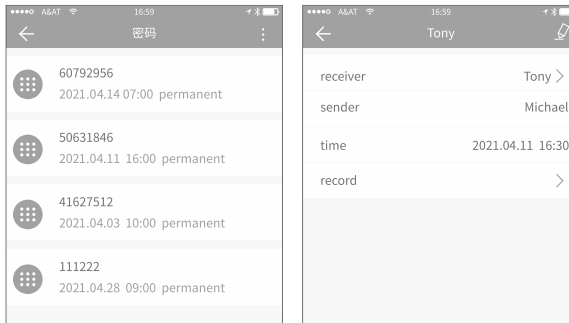 A&AT 16:59
密码
60792956
2021.04.14 07:00 permanent
50631846
2021.04.11 16:00 permanent
41627512
2021.04.03 10:00 permanent
111222
2021.04.28 09:00 permanent
A&AT 16:59
Tony
receiver Tony
sender Michael
time 2021.04.11 16:30
record